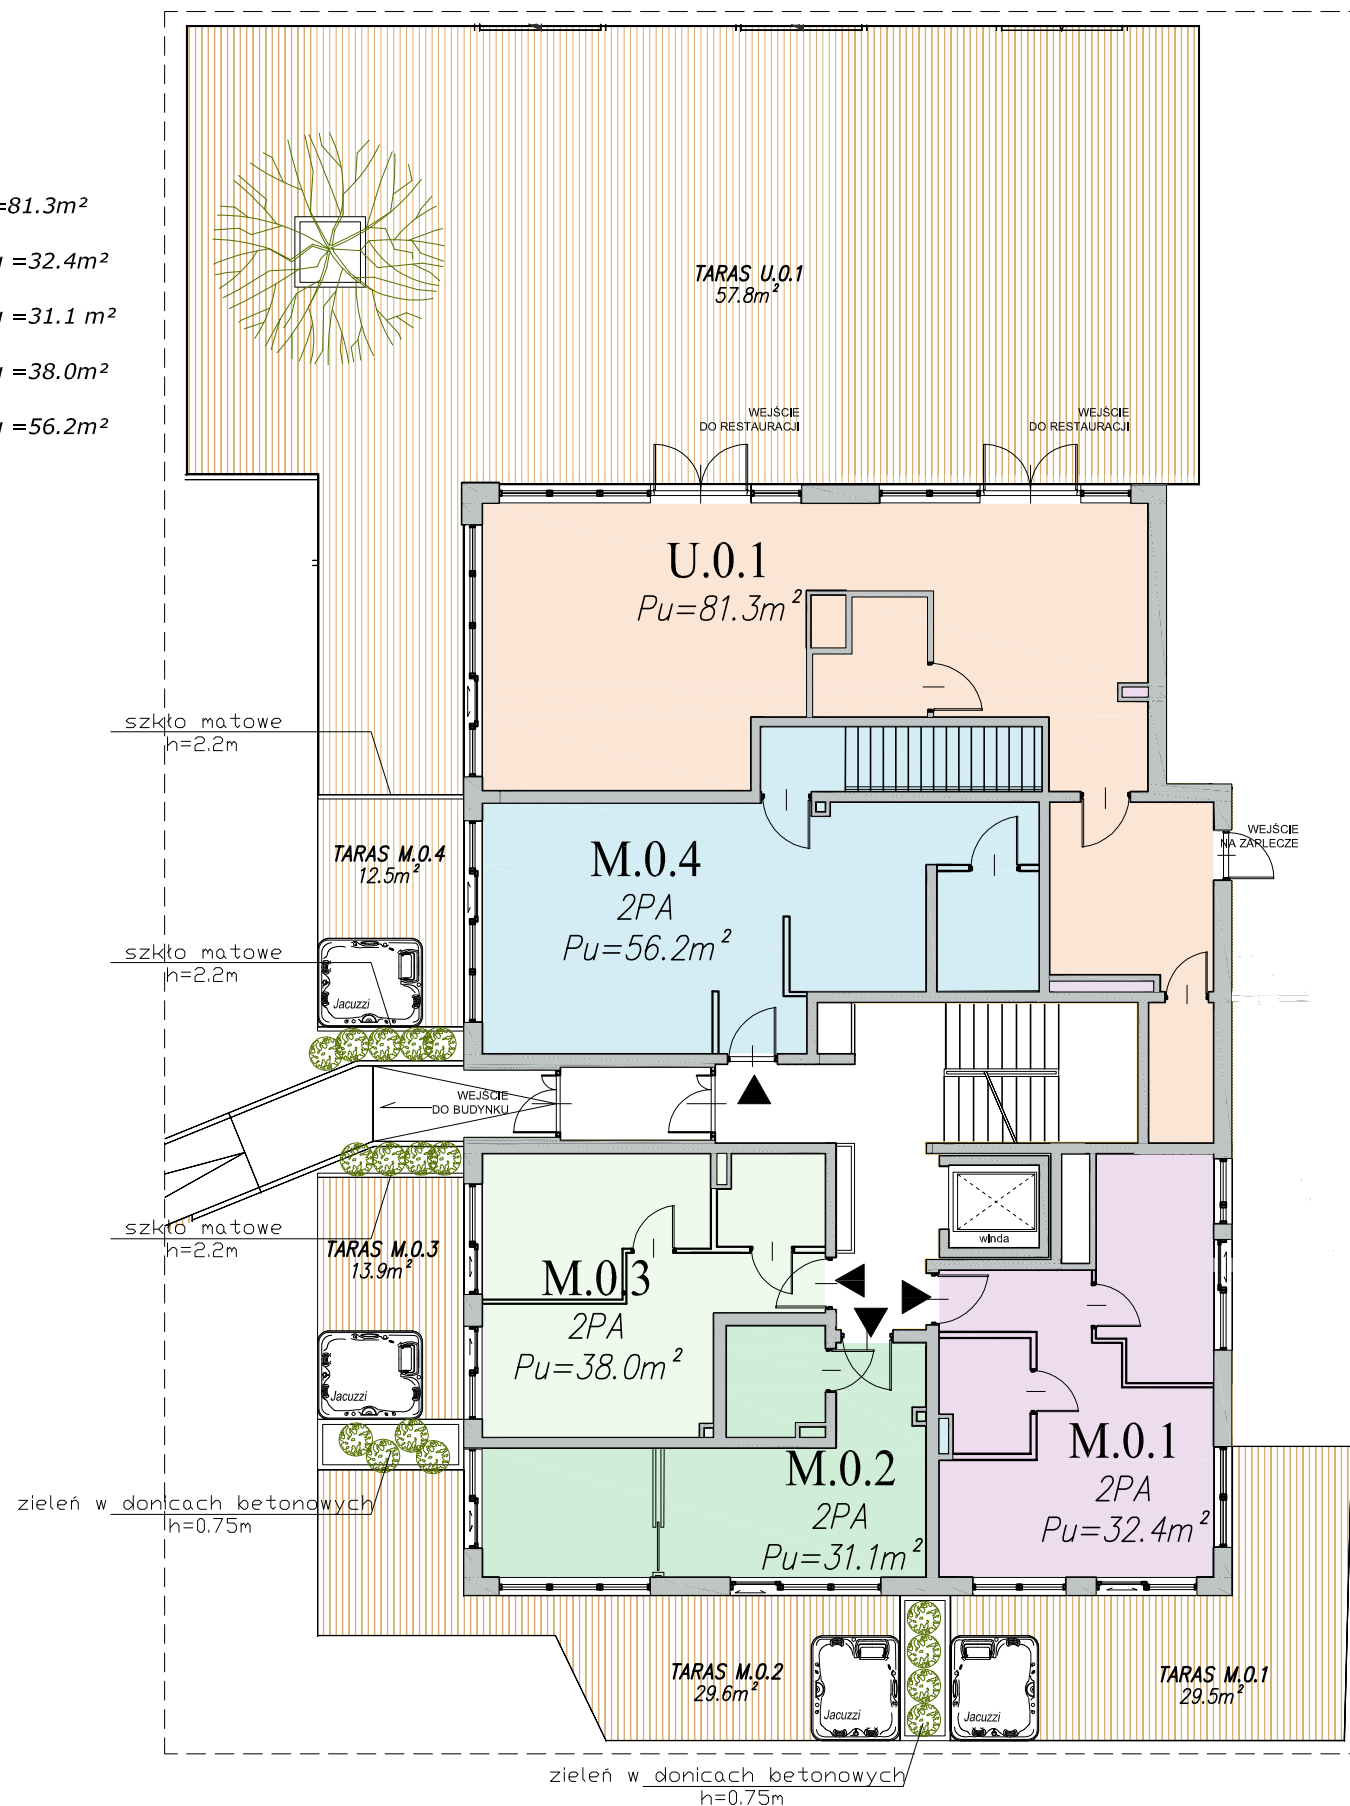 =81.3m²
=32.4m²
=31.1 m²
=38.0m²
=56.2m²
TARAS U.0.1
57.8m²
WEJŚCIE
DO RESTAURACJI
WEJŚCIE
DO RESTAURACJI
U.0.1
Pu=81.3m²
szkło matowe
h=2.2m
TARAS M.0.4
12.5m²
M.0.4
2PA
Pu=56.2m²
WEJŚCIE
NA ZAPLECZE
szkło matowe
h=2.2m
Jacuzzi
WEJŚCIE
DO BUDYNKU
szkło matowe
h=2.2m
TARAS M.0.3
13.9m²
M.0.3
2PA
Pu=38.0m²
winda
Jacuzzi
M.0.1
2PA
Pu=32.4m²
M.0.2
2PA
Pu=31.1m²
zieleń w donicach betonowych
h=0.75m
TARAS M.0.2
29.6m²
Jacuzzi
Jacuzzi
TARAS M.0.1
29.5m²
zieleń w donicach betonowych
h=0.75m